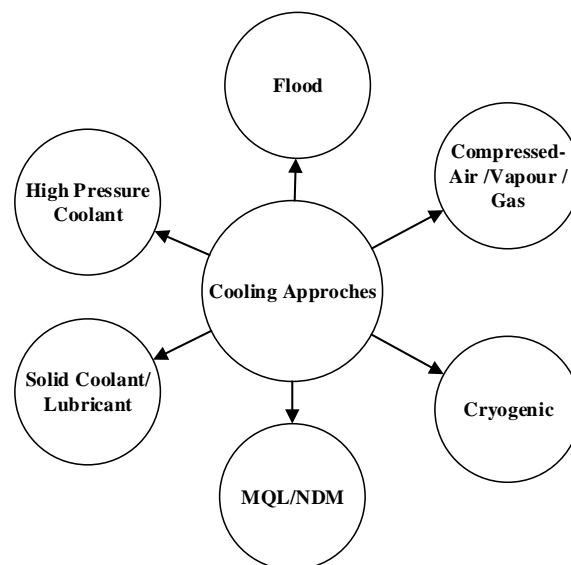 Flood
Compressed-
Air /Vapour /
Gas
High Pressure
Coolant
Cooling Approches
Solid Coolant/
Lubricant
Cryogenic
MQL/NDM